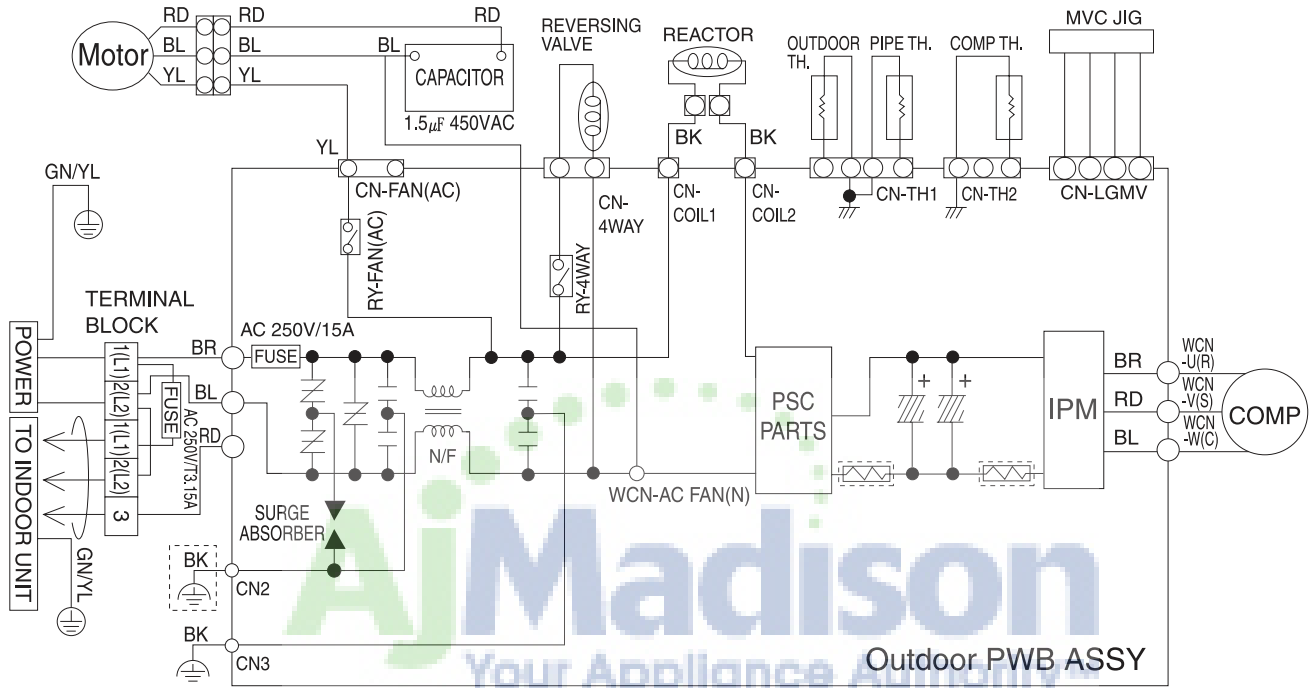 RD
RD
RD
Motor
BL
BL
BL
YL
YL
CAPACITOR
1.5µF 450VAC
REVERSING
VALVE
REACTOR
OUTDOOR
TH.
PIPE TH.
COMP TH.
MVC JIG
YL
BK
BK
GN/YL
CN-FAN(AC)
CN-
4WAY
CN-
COIL1
CN-
COIL2
CN-TH1
CN-TH2
CN-LGMV
RY-FAN(AC)
RY-4WAY
TERMINAL
BLOCK
POWER
TO INDOOR UNIT
1(L1)
2(L2)
1(L1)
2(L2)
3
FUSE
AC 250V/T3.15A
BR
BL
RD
AC 250V/15A
FUSE
N/F
SURGE
ABSORBER
WCN-AC FAN(N)
PSC
PARTS
IPM
BR
RD
BL
WCN
-U(R)
WCN
-V(S)
WCN
-W(C)
COMP
GN/YL
BK
CN2
BK
CN3
AjMadison
Your Appliance Authority™
Outdoor PWB ASSY